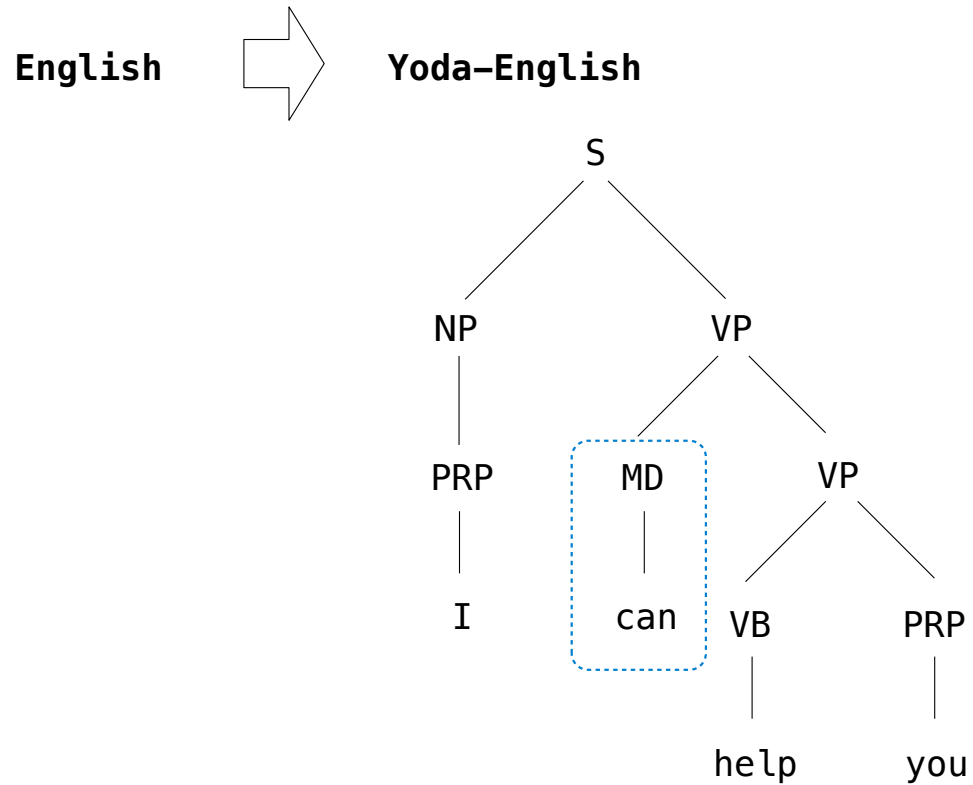 English Yoda–English
S
NP VP
PRP MD VP
I can VB PRP
help you